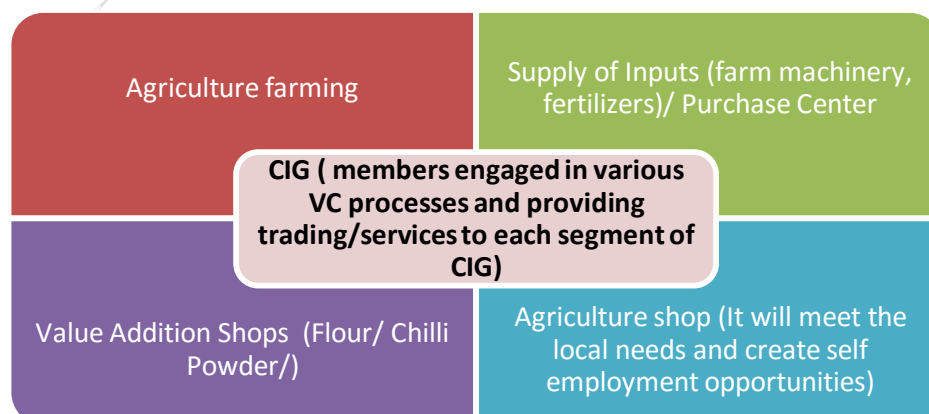 Agriculture farming
Supply of Inputs (farm machinery,
fertilizers)/ Purchase Center
CIG ( members engaged in various
VC processes and providing
trading/services to each segment of
CIG)
Value Addition Shops  (Flour/ Chilli
Powder/)
Agriculture shop (It will meet the
local needs and create self
employment opportunities)